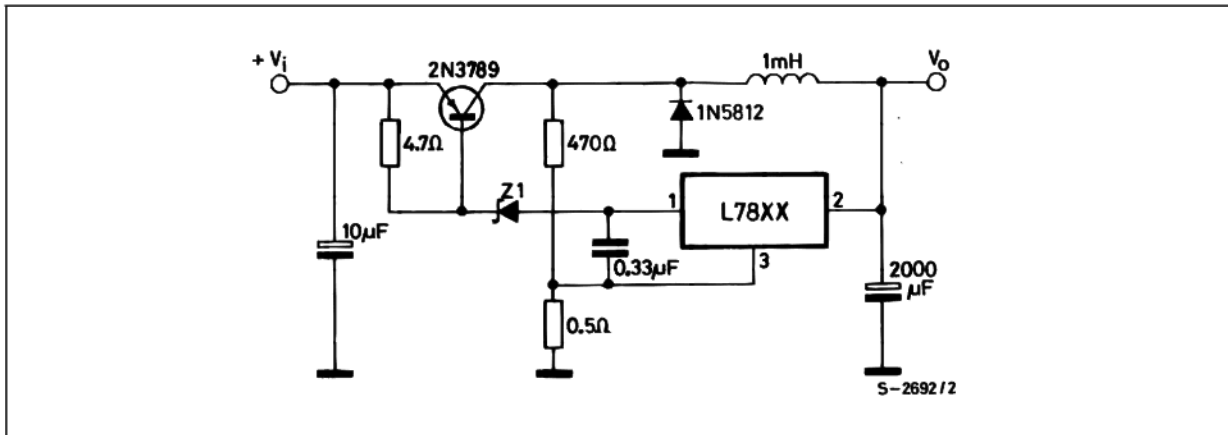 + Vi
2N3789
1mH
Vo
4.7Ω
470Ω
1N5812
Z1
1
L78XX
2
10µF
0.33µF
3
0.5Ω
2000
µF
S-2692/2